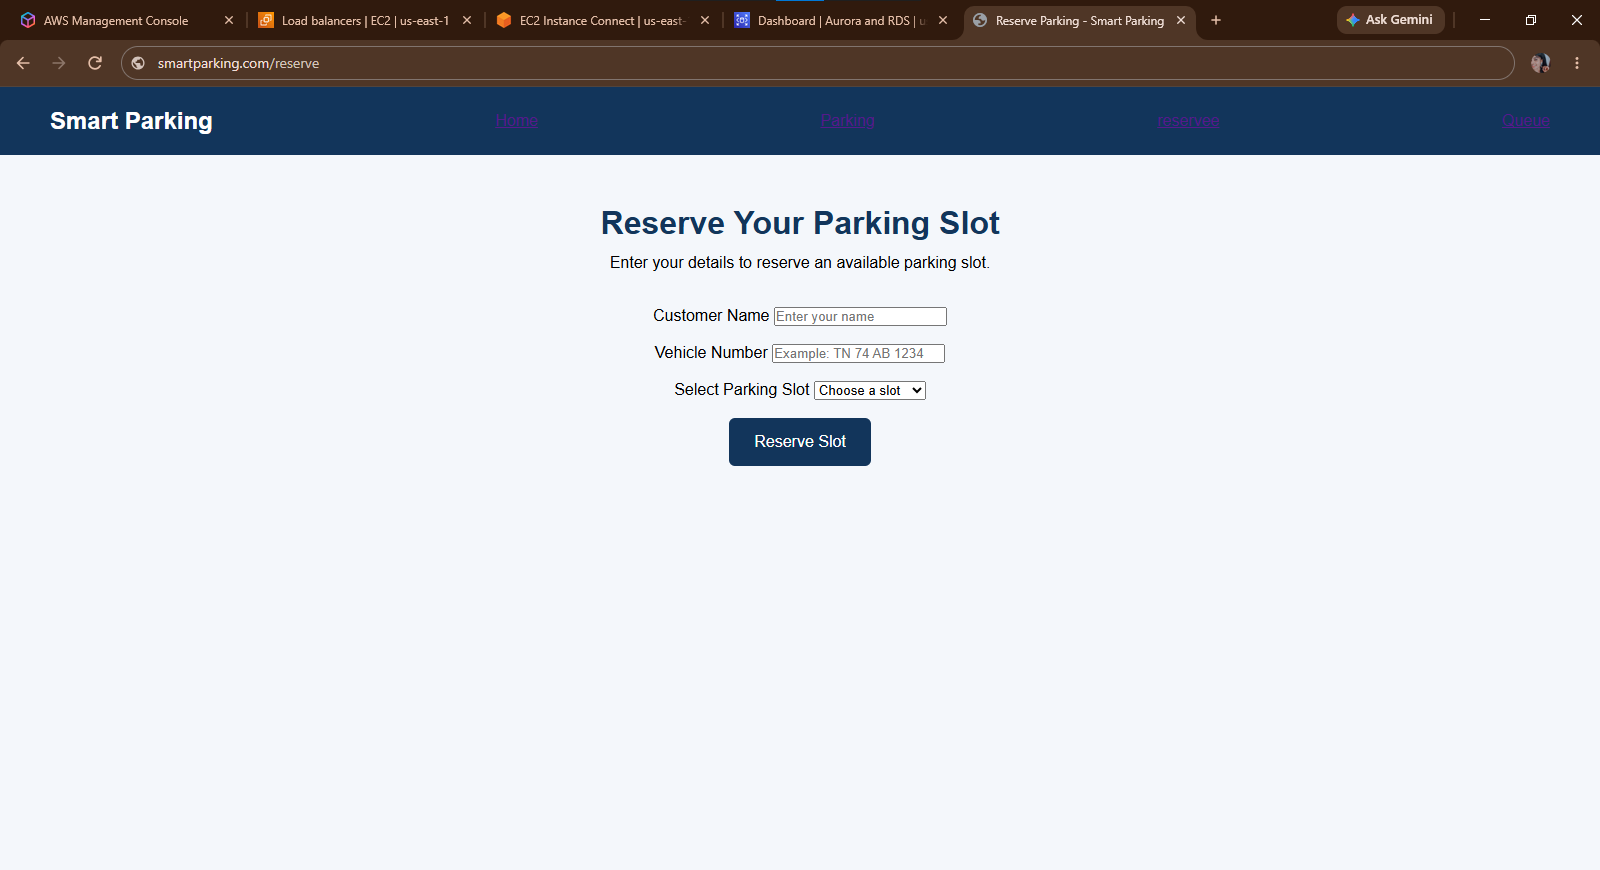 AWS Management Console
Load balancers | EC2 | us-east-1
EC2 Instance Connect | us-east-
Dashboard | Aurora and RDS | u
Reserve Parking - Smart Parking
Ask Gemini
smartparking.com/reserve
Smart Parking Home Parking reservee Queue
Reserve Your Parking Slot
Enter your details to reserve an available parking slot.
Customer Name Enter your name
Vehicle Number Example: TN 74 AB 1234
Select Parking Slot Choose a slot
Reserve Slot